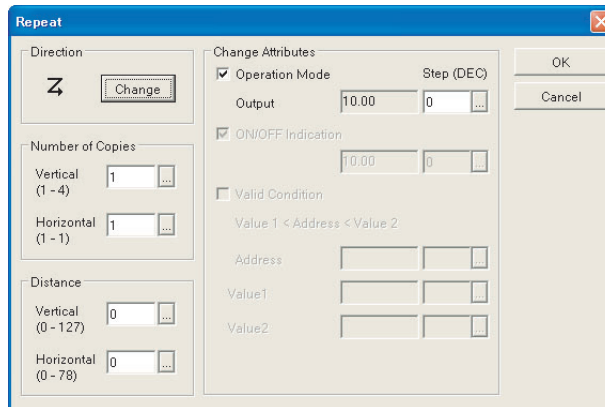 Repeat
Direction
Change
Number of Copies
Vertical
(1 - 4)
1
...
Horizontal
(1 - 1)
1
...
Distance
Vertical
(0 - 127)
0
...
Horizontal
(0 - 78)
0
...
Change Attributes
Operation Mode
Step (DEC)
Output
10.00
0
...
ON/OFF Indication
10.00
0
...
Valid Condition
Value 1 < Address < Value 2
Address
...
Value1
...
Value2
...
OK
Cancel